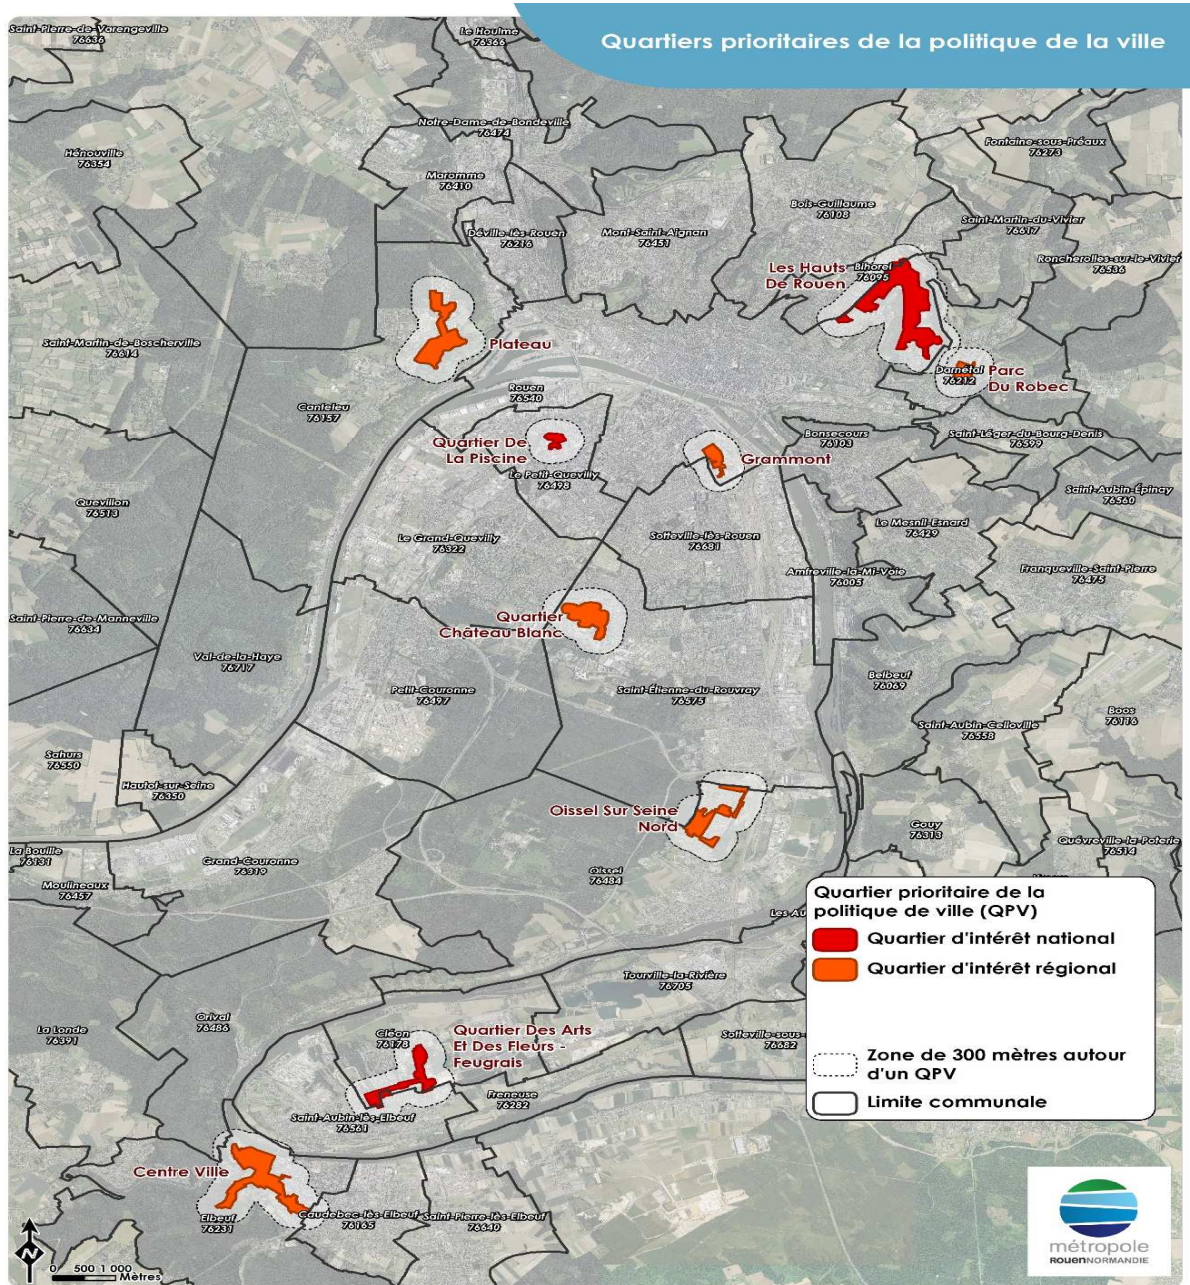 Quartiers prioritaires de la politique de la ville
Saint-Pierre-de-Varengeville
76636
Le Houlme
76366
Notre-Dame-de-Bondeville
76474
Fontaine-sous-Préaux
76273
Hénouville
76354
Maromme
76410
Bois-Guillaume
76108
Saint-Martin-du-Vivier
76617
Déville-lès-Rouen
76216
Mont-Saint-Aignan
76451
Roncherolles-sur-le-Vivier
76536
Les Hauts
De Rouen
Bihorel
76095
Saint-Martin-de-Boscherville
76614
Plateau
Darnétal
76212
Parc
Du Robec
Rouen
76540
Canteleu
76157
Quartier De
La Piscine
Le Petit-Quevilly
76498
Grammont
Bonsecours
76103
Saint-Léger-du-Bourg-Denis
76599
Quevillon
76513
Saint-Aubin-Épinay
76560
Le Grand-Quevilly
76322
Sotteville-lès-Rouen
76681
Le Mesnil-Esnard
76429
Amfreville-la-Mi-Voie
76005
Franqueville-Saint-Pierre
76475
Saint-Pierre-de-Manneville
76634
Quartier
Château Blanc
Val-de-la-Haye
76717
Petit-Couronne
76497
Saint-Étienne-du-Rouvray
76575
Belbeuf
76069
Boos
76116
Saint-Aubin-Celloville
76558
Sahurs
76550
Hautot-sur-Seine
76350
Oissel Sur Seine
Nord
Gouy
76313
Quévreville-la-Poterie
76514
La Bouille
76131
Grand-Couronne
76319
Moulineaux
76457
Oissel
76484
Les Au
Quartier prioritaire de la
politique de ville (QPV)
Quartier d'intérêt national
Quartier d'intérêt régional
Zone de 300 mètres autour
d'un QPV
Limite communale
Tourville-la-Rivière
76705
Orival
76486
La Londe
76391
Cléon
76178
Quartier Des Arts
Et Des Fleurs -
Feugrais
Sotteville-sous-
76682
Freneuse
76282
Saint-Aubin-lès-Elbeuf
76561
Centre Ville
Elbeuf
76231
Caudebec-lès-Elbeuf
76165
Saint-Pierre-lès-Elbeuf
76640
N
0 500 1 000
Mètres
métropole
ROUENNORMANDIE